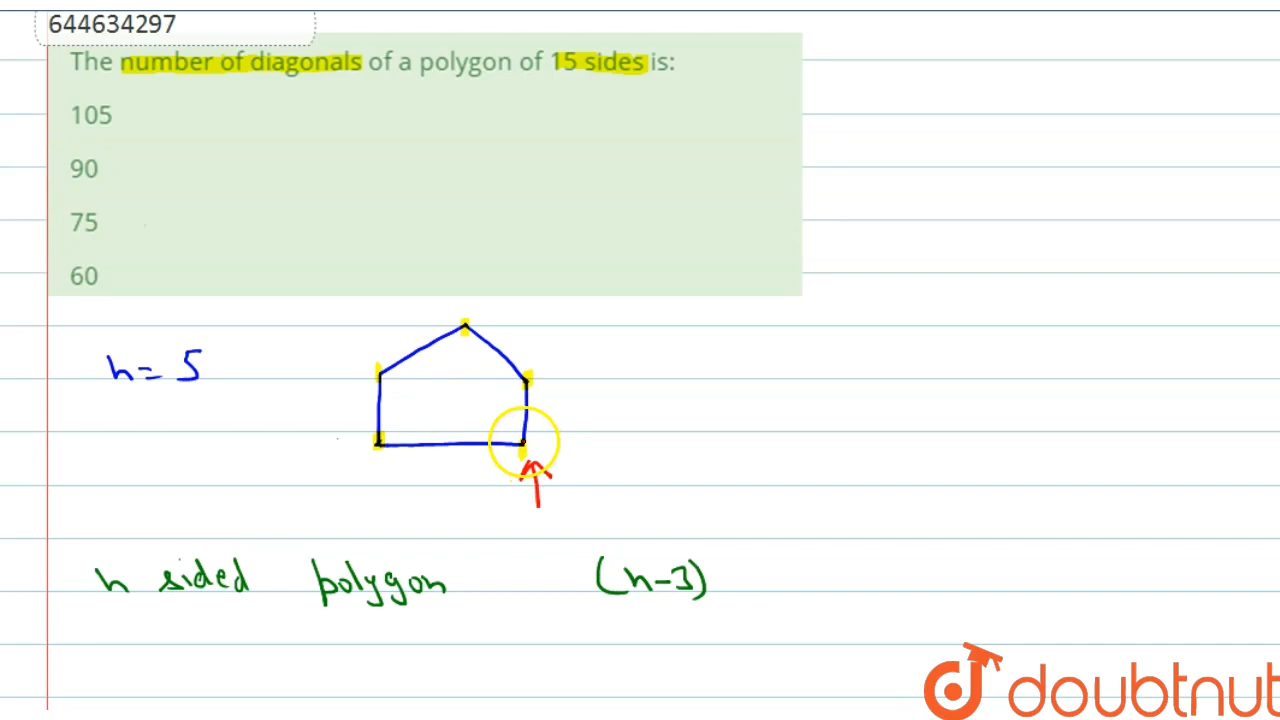 644634297
The number of diagonals of a polygon of 15 sides is:
105
90
75
60
n = 5
n sided polygon (n-3)
doubtnut